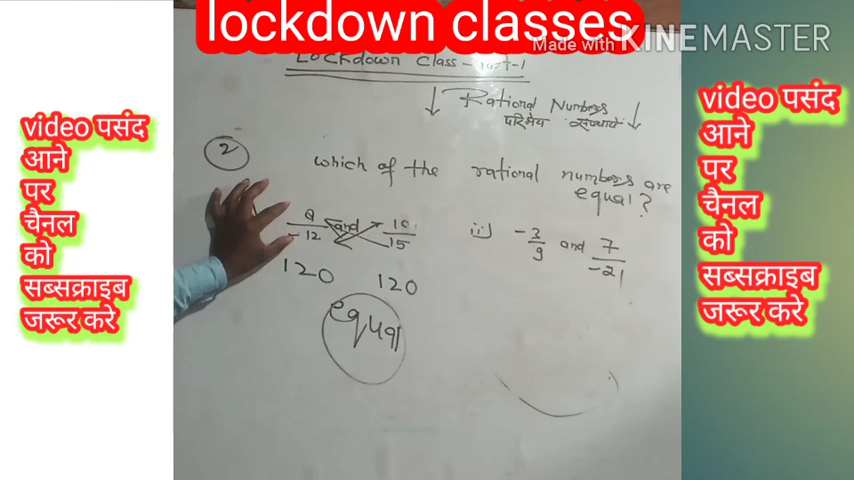 lockdown classes
Made with KINEMASTER
Lockdown Class - Part-1
↓ Rational Numbers ↓
परिमेय संख्याये
2
which of the rational numbers are
equal?
8/-12 and 10/15
ii) -3/9 and 7/-21
120 120
equal
video पसंद
आने
पर
चैनल
को
सब्सक्राइब
जरूर करे
video पसंद
आने
पर
चैनल
को
सब्सक्राइब
जरूर करे